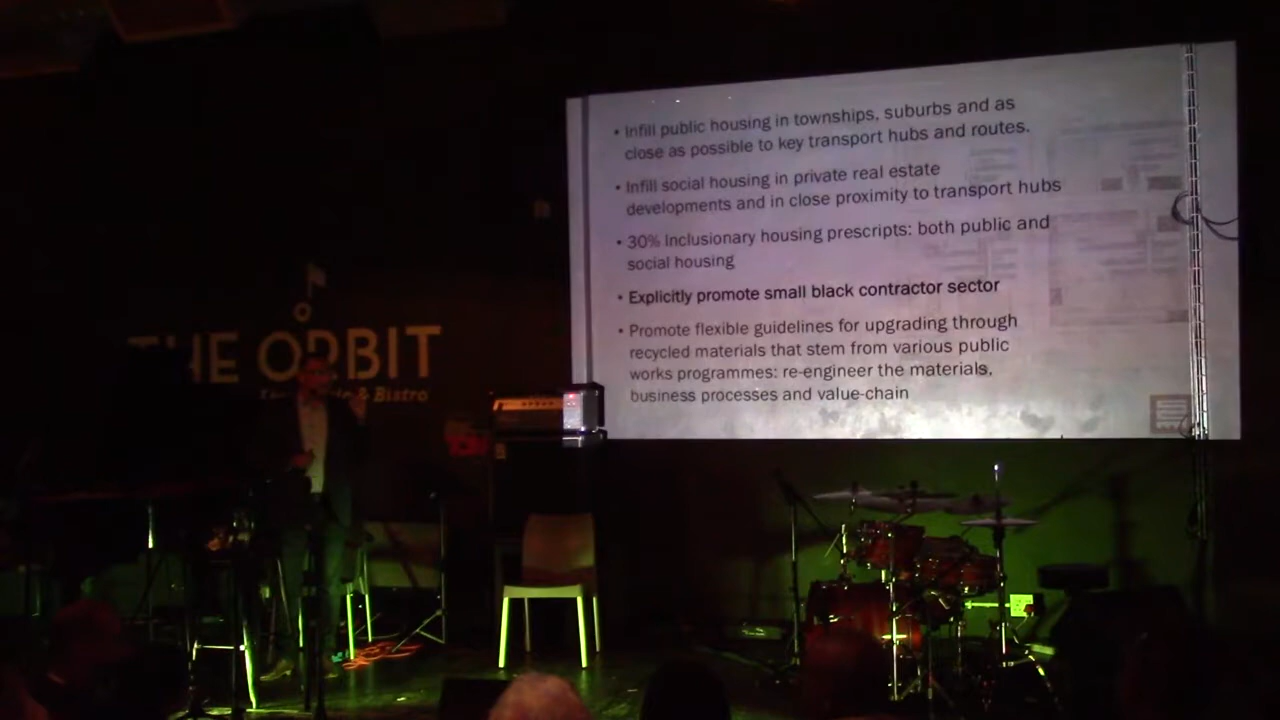 • Infill public housing in townships, suburbs and as
close as possible to key transport hubs and routes.
• Infill social housing in private real estate
developments and in close proximity to transport hubs
• 30% Inclusionary housing prescripts: both public and
social housing
• Explicitly promote small black contractor sector
• Promote flexible guidelines for upgrading through
recycled materials that stem from various public
works programmes: re-engineer the materials,
business processes and value-chain
THE ORBIT
& Bistro